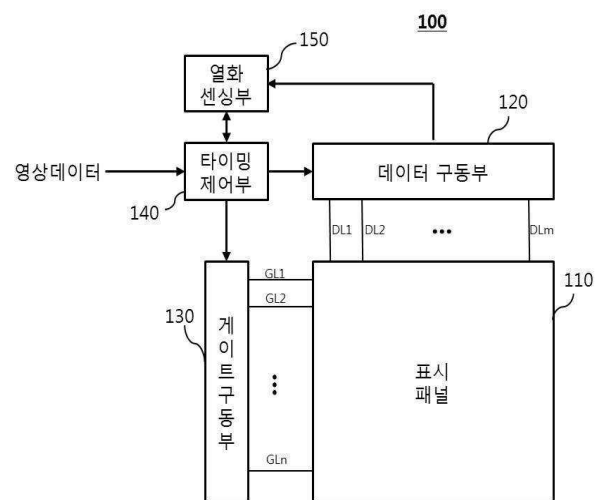 100
150
열화
센싱부
120
영상데이터
타이밍
제어부
데이터 구동부
140
DL1
DL2
•••
DLm
110
130
GL1
GL2
게
이
트
구
동
부
표시
패널
GLn